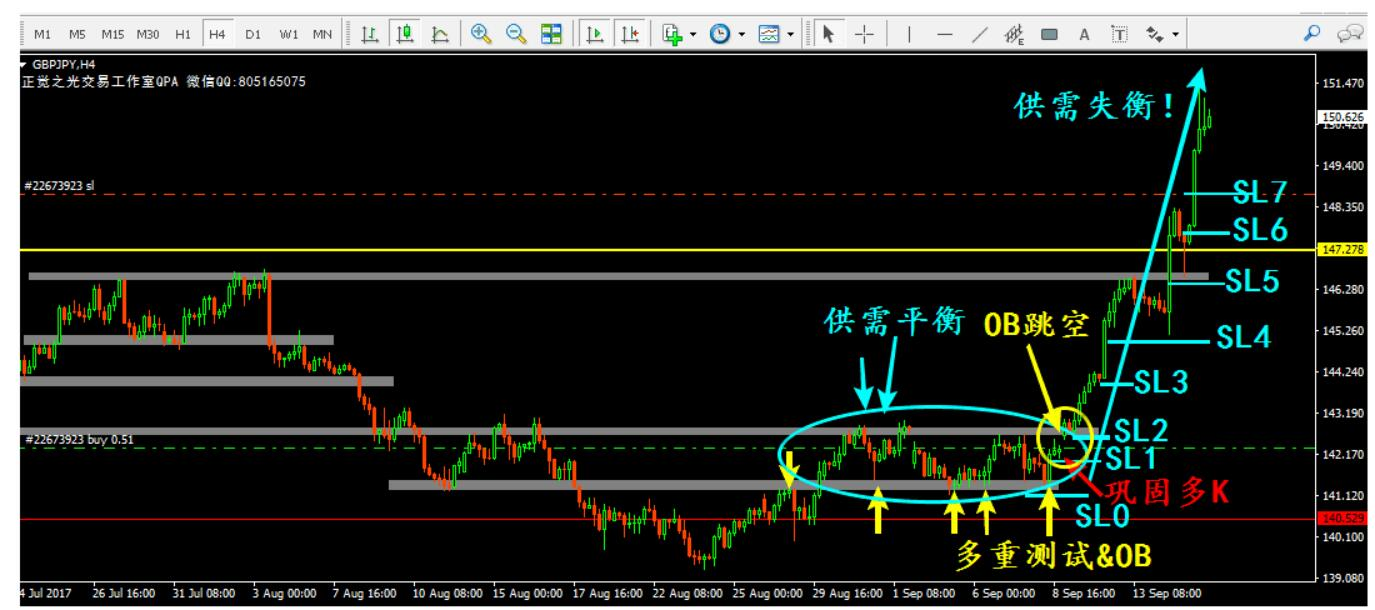 M1 M5 M15 M30 H1 H4 D1 W1 MN E A T
GBPJPY,H4
正觉之光交易工作室QPA 微信QQ:805165075
供需失衡!
151.470
150.626
150.420
149.400
#22673923 sl
SL7
148.350
SL6
147.278
SL5
146.280
供需平衡
OB跳空
145.260
SL4
144.240
SL3
143.190
#22673923 buy 0.51
SL2
142.170
SL1
巩固多K
141.120
SL0
140.529
140.100
多重测试&OB
139.080
4 Jul 2017 26 Jul 16:00 31 Jul 08:00 3 Aug 00:00 7 Aug 16:00 10 Aug 08:00 15 Aug 00:00 17 Aug 16:00 22 Aug 08:00 25 Aug 00:00 29 Aug 16:00 1 Sep 08:00 6 Sep 00:00 8 Sep 16:00 13 Sep 08:00